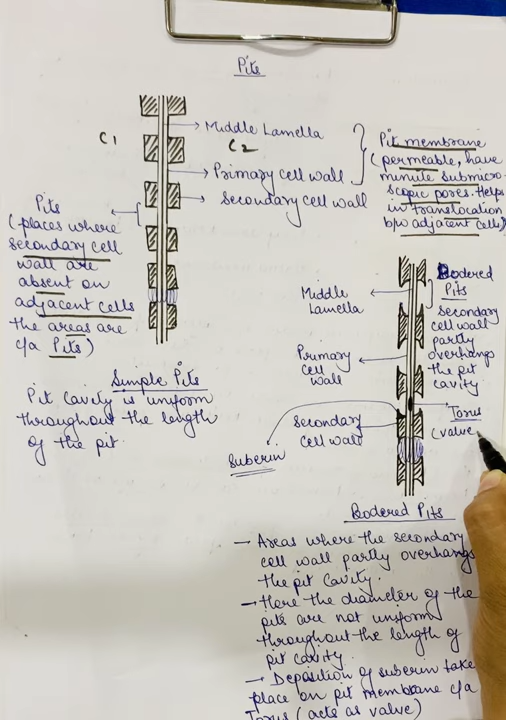 Pits
C1
C2
Middle Lamella
Primary cell wall
Secondary cell wall
Pit membrane
(permeable, have
minute submicro-
scopic pores. Helps
in translocation
b/w adjacent cells)
Pits
(places where
secondary cell
wall are
absent on
adjacent cells
the areas are
c/a Pits)
Simple Pits
Pit cavity is uniform
throughout the length
of the pit
Middle
Lamella
Primary
cell
wall
Secondary
cell wall
Suberin
Bodered
Pits
Secondary
cell wall
partly
overhangs
the pit
cavity
Torus
(valve
Bodered Pits
- Areas where the secondary
cell wall partly overhangs
the pit cavity.
- Here the diameter of the
pits are not uniform
throughout the length of
pit cavity.
- Deposition of suberin take
place on pit membrane c/a
Torus (acts as valve)